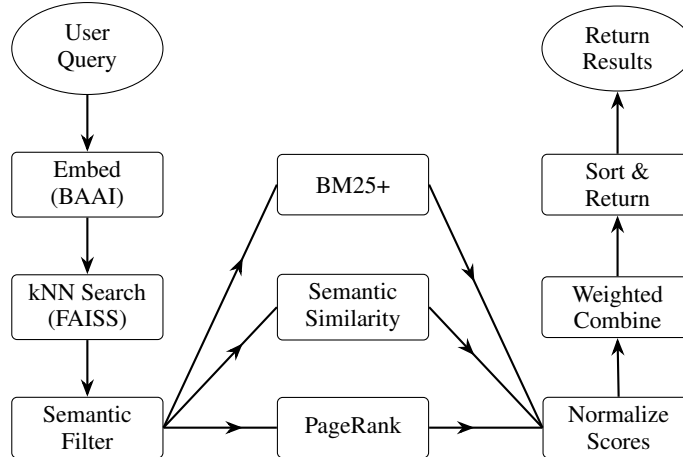 User
Query
Embed
(BAAI)
kNN Search
(FAISS)
Semantic
Filter
BM25+
Semantic
Similarity
PageRank
Normalize
Scores
Weighted
Combine
Sort &
Return
Return
Results